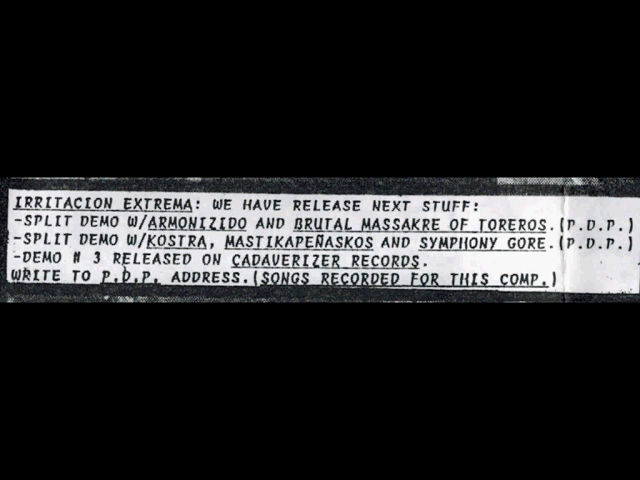 IRRITACION EXTREMA: WE HAVE RELEASE NEXT STUFF:
-SPLIT DEMO W/ARMONIZIDO AND BRUTAL MASSAKRE OF TOREROS.(P.D.P.)
-SPLIT DEMO W/KOSTRA, MASTIKAPEÑASKOS AND SYMPHONY GORE.(P.D.P.)
-DEMO # 3 RELEASED ON CADAVERIZER RECORDS.
WRITE TO P.D.P. ADDRESS.(SONGS RECORDED FOR THIS COMP.)